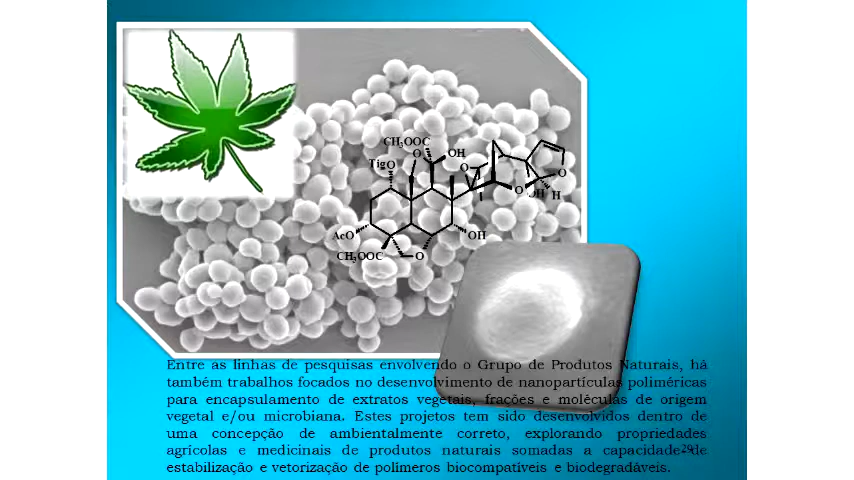 CH3OOC
O
OH
TigO
O
O
O
OH
H
AcO
OH
CH3OOC
O
Entre as linhas de pesquisas envolvendo o Grupo de Produtos Naturais, há
também trabalhos focados no desenvolvimento de nanopartículas poliméricas
para encapsulamento de extratos vegetais, frações e moléculas de origem
vegetal e/ou microbiana. Estes projetos tem sido desenvolvidos dentro de
uma concepção de ambientalmente correto, explorando propriedades
agrícolas e medicinais de produtos naturais somadas a capacidade de
estabilização e vetorização de polímeros biocompatíveis e biodegradáveis.